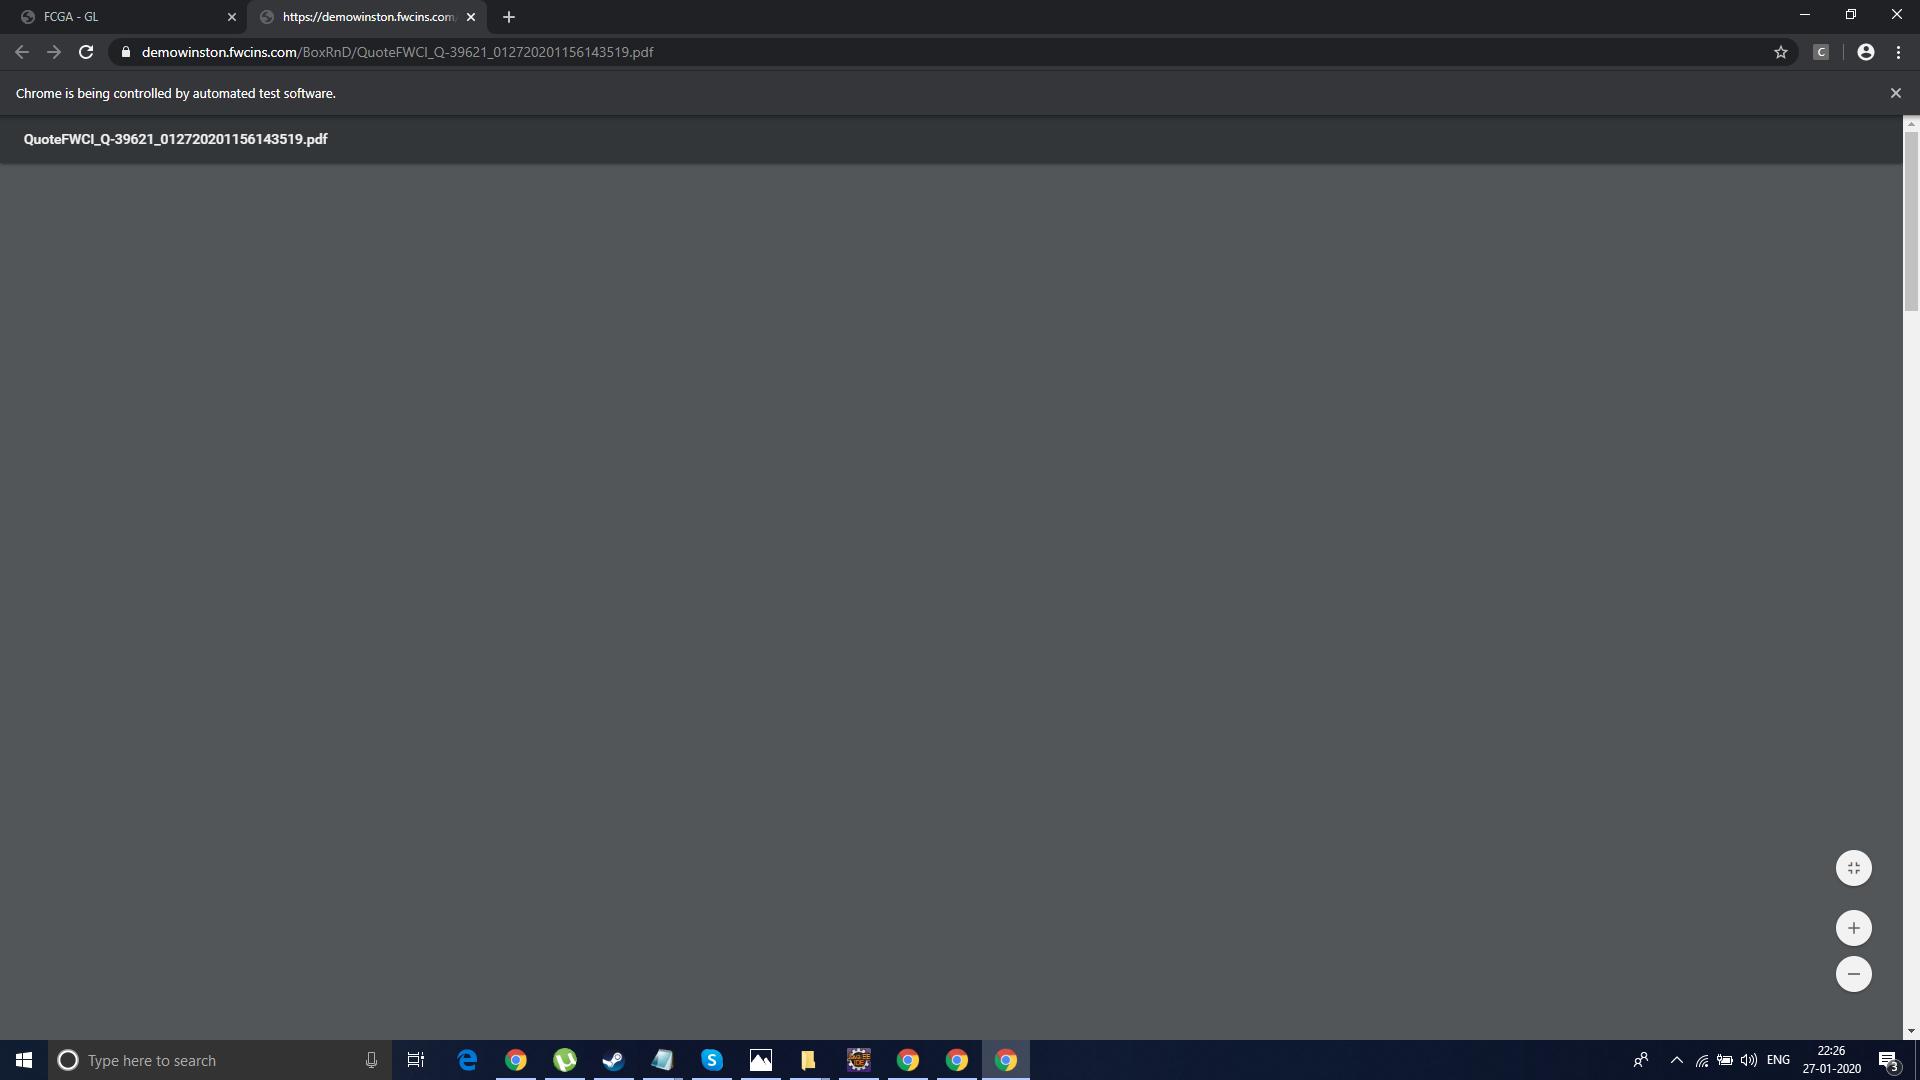 FCGA - GL
https://demowinston.fwcins.com/
demowinston.fwcins.com/BoxRnD/QuoteFWCI_Q-39621_012720201156143519.pdf
C
Chrome is being controlled by automated test software.
QuoteFWCI_Q-39621_012720201156143519.pdf
Type here to search
S
ENG
22:26
27-01-2020
3